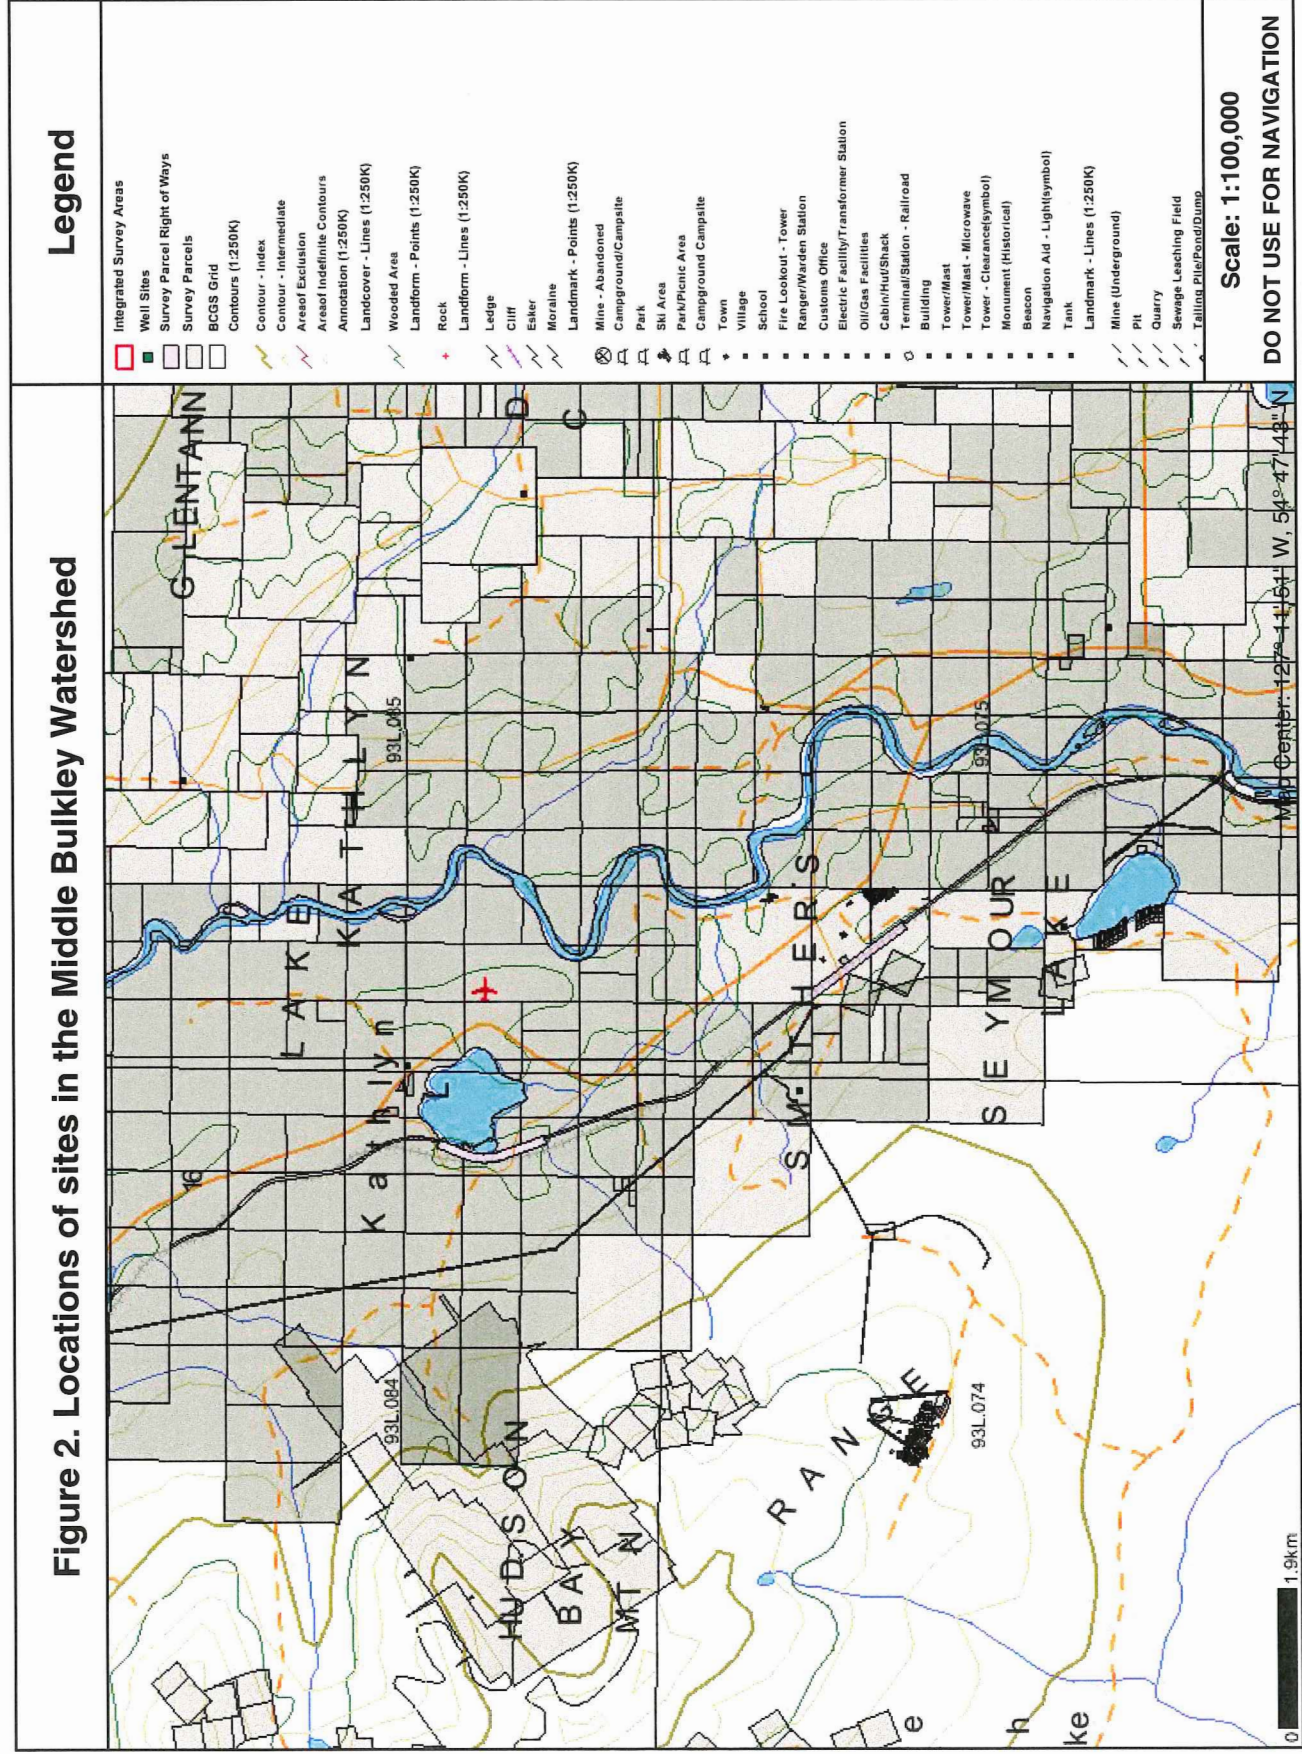 Figure 2. Locations of sites in the Middle Bulkley Watershed
Legend
Integrated Survey Areas
Well Sites
Survey Parcel Right of Ways
Survey Parcels
BCGS Grid
Contours (1:250K)
Contour - Index
Contour - Intermediate
Areaof Exclusion
Areaof Indefinite Contours
Annotation (1:250K)
Landcover - Lines (1:250K)
Wooded Area
Landform - Points (1:250K)
Rock
Landform - Lines (1:250K)
Ledge
Cliff
Esker
Moraine
Landmark - Points (1:250K)
Mine - Abandoned
Campground/Campsite
Park
Ski Area
Park/Picnic Area
Campground Campsite
Town
Village
School
Fire Lookout - Tower
Ranger/Warden Station
Customs Office
Electric Facility/Transformer Station
Oil/Gas Facilities
Cabin/Hut/Shack
Terminal/Station - Railroad
Building
Tower/Mast
Tower/Mast - Microwave
Tower - Clearance(symbol)
Monument (Historical)
Beacon
Navigation Aid - Light(symbol)
Tank
Landmark - Lines (1:250K)
Mine (Underground)
Pit
Quarry
Sewage Leaching Field
Tailing Pile/Pond/Dump
Scale: 1:100,000
DO NOT USE FOR NAVIGATION
GLENTANN
LAKE
KATHLYN
Kathlyn
L
16
D
C
93L.085
93L.084
HUDSON
BAY
MTN
SMITHERS
93L.075
SEYMOUR
LAKE
RANGE
93L.074
e
h
ke
0 1.9km
Map Center: 127° 11' 51" W, 54° 47' 43" N